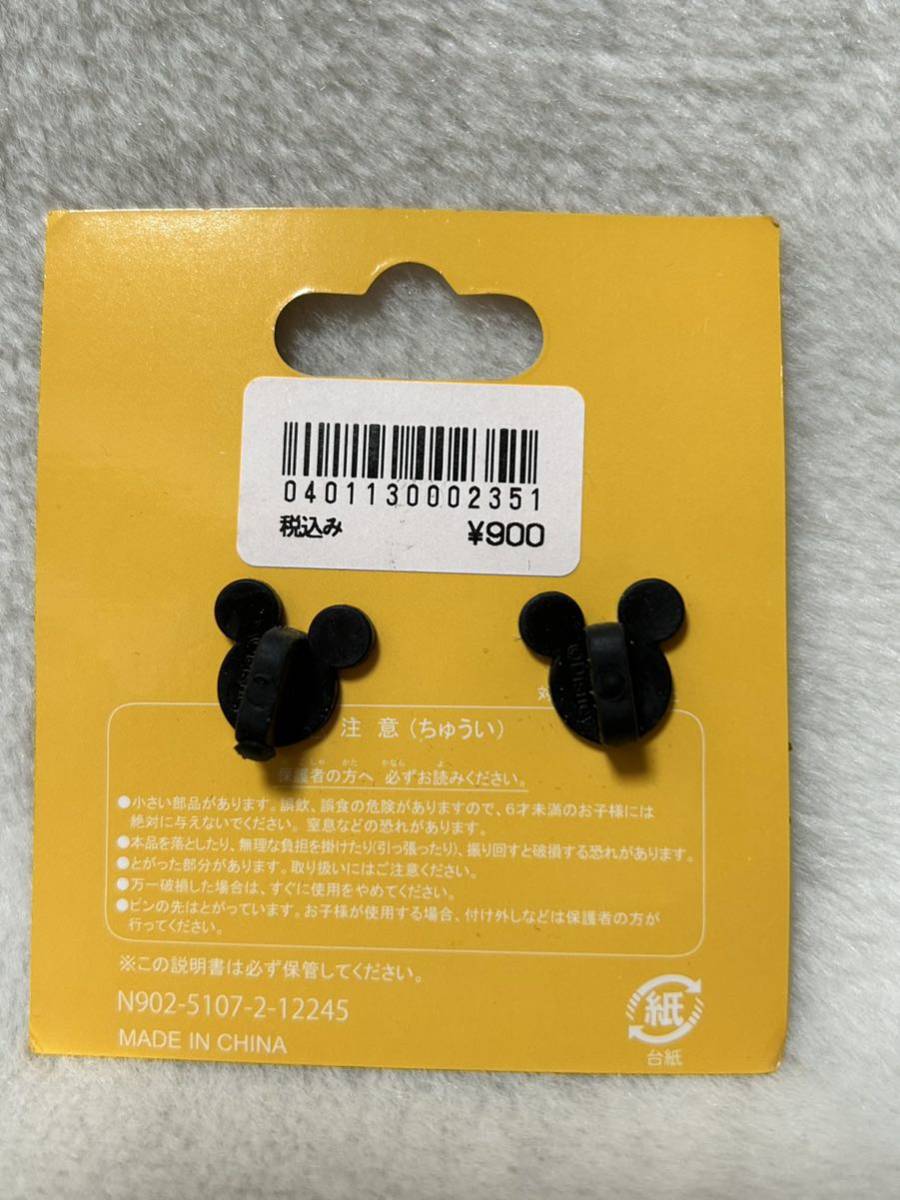 0401130002351
税込み ¥900
対
注 意 (ちゅうい)
しゃ かた かなら よ
保護者の方へ 必ずお読みください。
●小さい部品があります。誤飲、誤食の危険がありますので、6才未満のお子様には
絶対に与えないでください。窒息などの恐れがあります。
●本品を落としたり、無理な負担を掛けたり(引っ張ったり)、振り回すと破損する恐れがあります。
●とがった部分があります。取り扱いにはご注意ください。
●万一破損した場合は、すぐに使用をやめてください。
●ピンの先はとがっています。お子様が使用する場合、付け外しなどは保護者の方が
行ってください。
※この説明書は必ず保管してください。
N902-5107-2-12245
MADE IN CHINA
紙
台紙